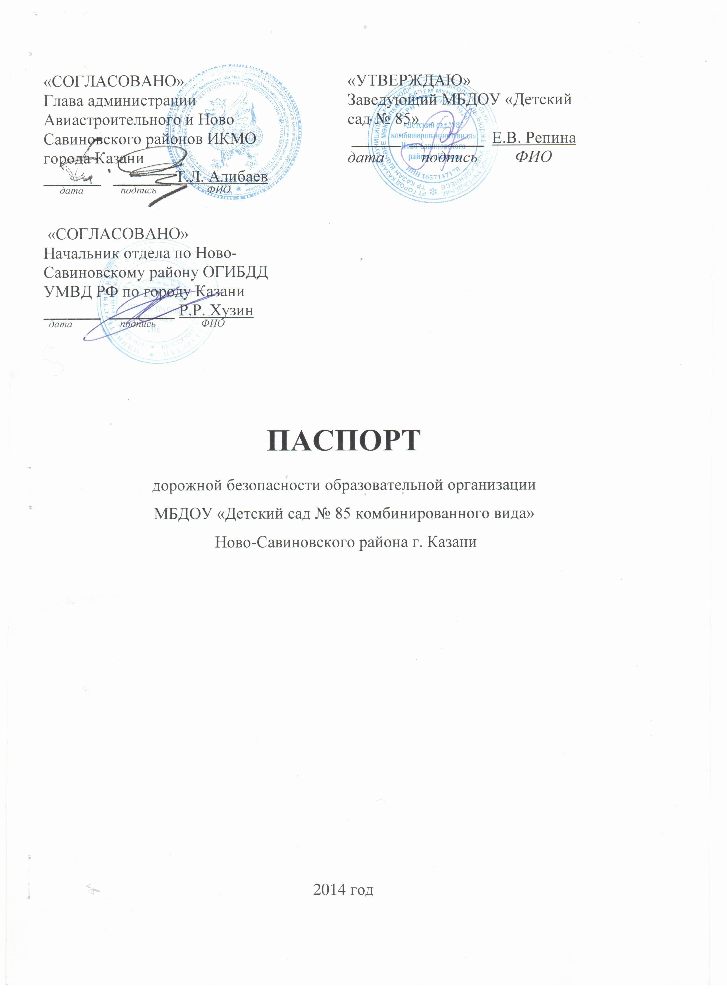 «СОГЛАСОВАНО»
Глава администрации
Авиастроительного и Ново
Савиновского районов ИКМО
города Казани
Т.Л. Алибаев
дата подпись ФИО
«УТВЕРЖДАЮ»
Заведующий МБДОУ «Детский
сад № 85»
Е.В. Репина
дата подпись ФИО
«Детский сад №85
комбинированного вида»
Ново-Савиновского
района г.Казани
ИНН 1657147178
«СОГЛАСОВАНО»
Начальник отдела по Ново-
Савиновскому району ОГИБДД
УМВД РФ по городу Казани
Р.Р. Хузин
дата подпись ФИО
№6
ПАСПОРТ
дорожной безопасности образовательной организации
МБДОУ «Детский сад № 85 комбинированного вида»
Ново-Савиновского района г. Казани
2014 год